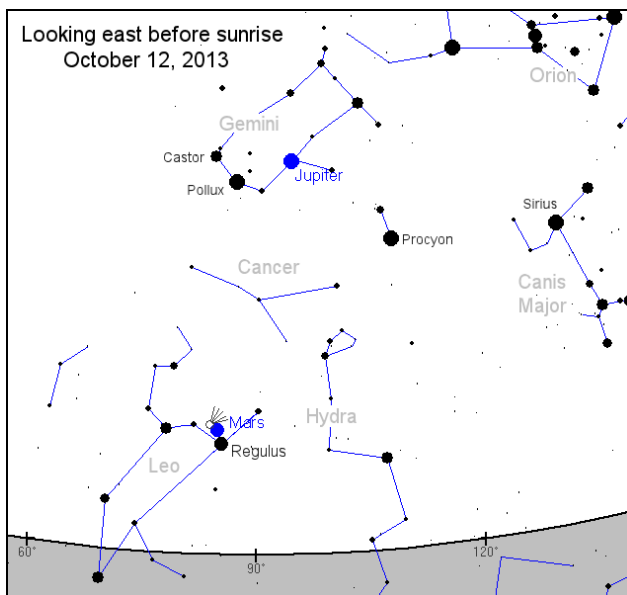 Looking east before sunrise
October 12, 2013
Orion
Gemini
Castor
Jupiter
Pollux
Sirius
Procyon
Cancer
Canis
Major
Hydra
Mars
Regulus
Leo
60°
90°
120°